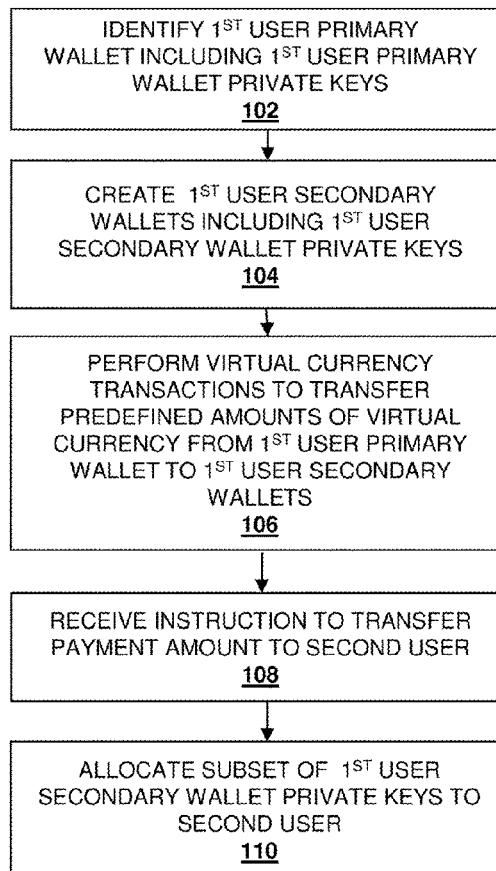 IDENTIFY 1ST USER PRIMARY
WALLET INCLUDING 1ST USER PRIMARY
WALLET PRIVATE KEYS
102
CREATE 1ST USER SECONDARY
WALLETS INCLUDING 1ST USER
SECONDARY WALLET PRIVATE KEYS
104
PERFORM VIRTUAL CURRENCY
TRANSACTIONS TO TRANSFER
PREDEFINED AMOUNTS OF VIRTUAL
CURRENCY FROM 1ST USER PRIMARY
WALLET TO 1ST USER SECONDARY
WALLETS
106
RECEIVE INSTRUCTION TO TRANSFER
PAYMENT AMOUNT TO SECOND USER
108
ALLOCATE SUBSET OF 1ST USER
SECONDARY WALLET PRIVATE KEYS TO
SECOND USER
110